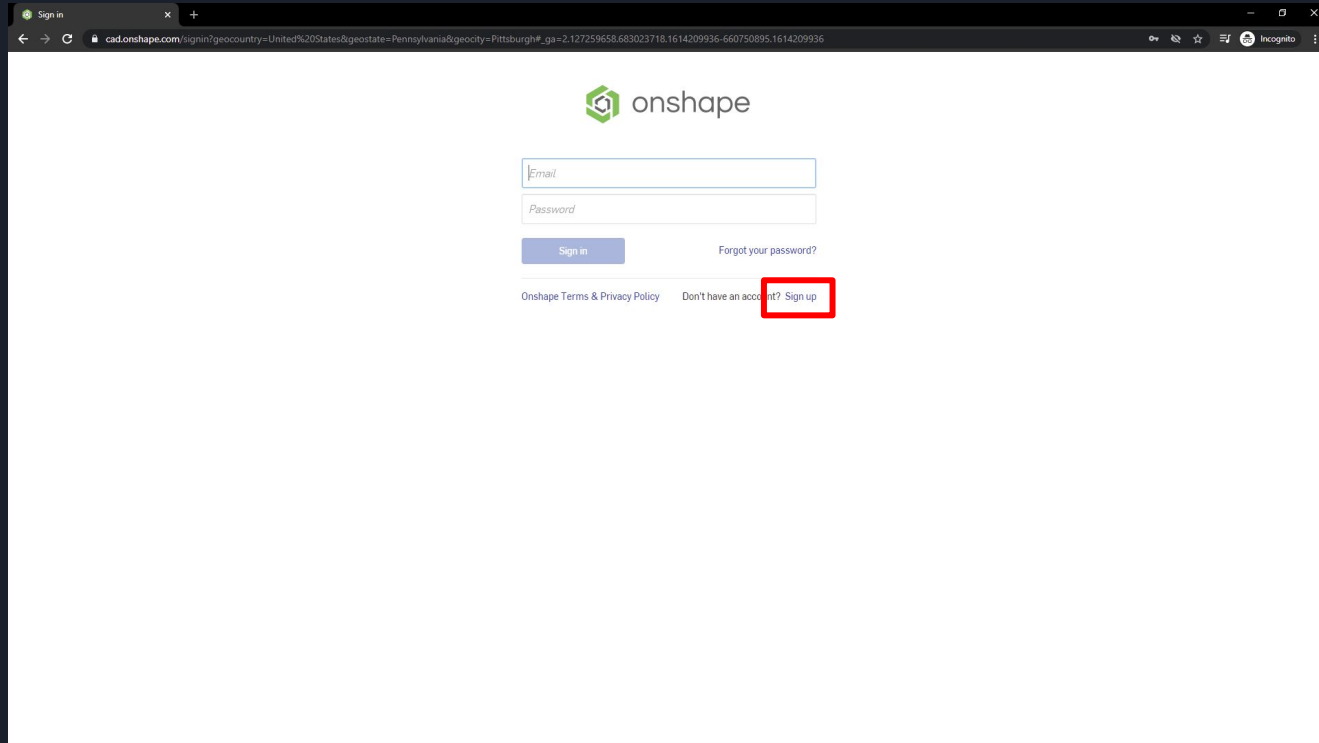 Sign in
cad.onshape.com/signin?geocountry=United%20States&geostate=Pennsylvania&geocity=Pittsburgh#_ga=2.127259658.683023718.1614209936-660750895.1614209936
Incognito
onshape
Email
Password
Sign in Forgot your password?
Onshape Terms & Privacy Policy Don't have an account? Sign up